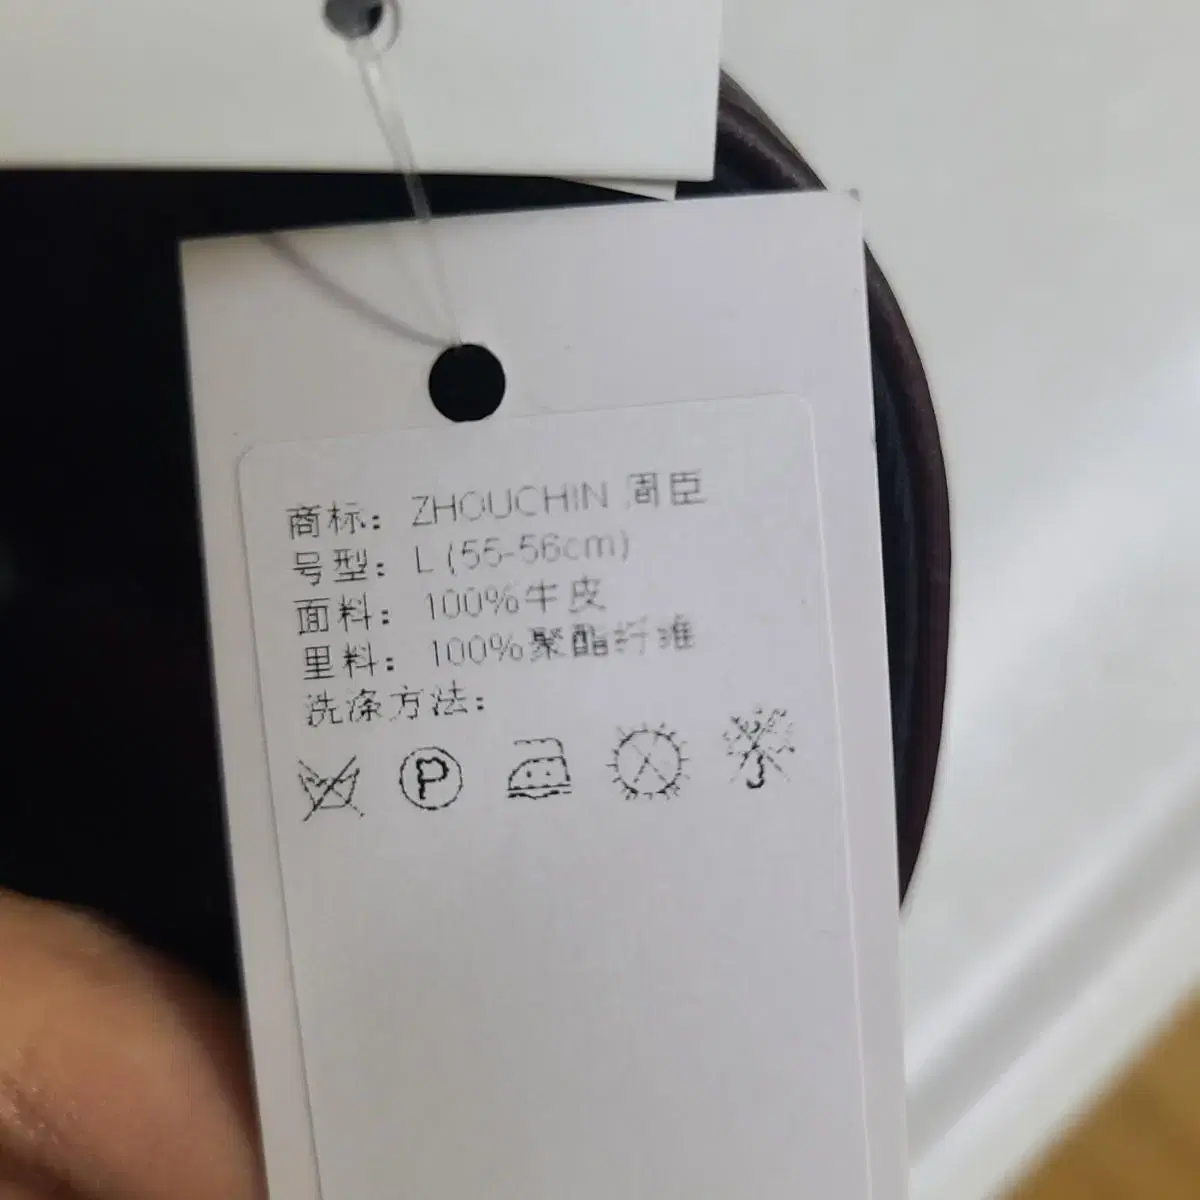 商标：ZHOUCHIN 周臣
号型：L (55-56cm)
面料：100%牛皮
里料：100%聚酯纤维
洗涤方法：
P